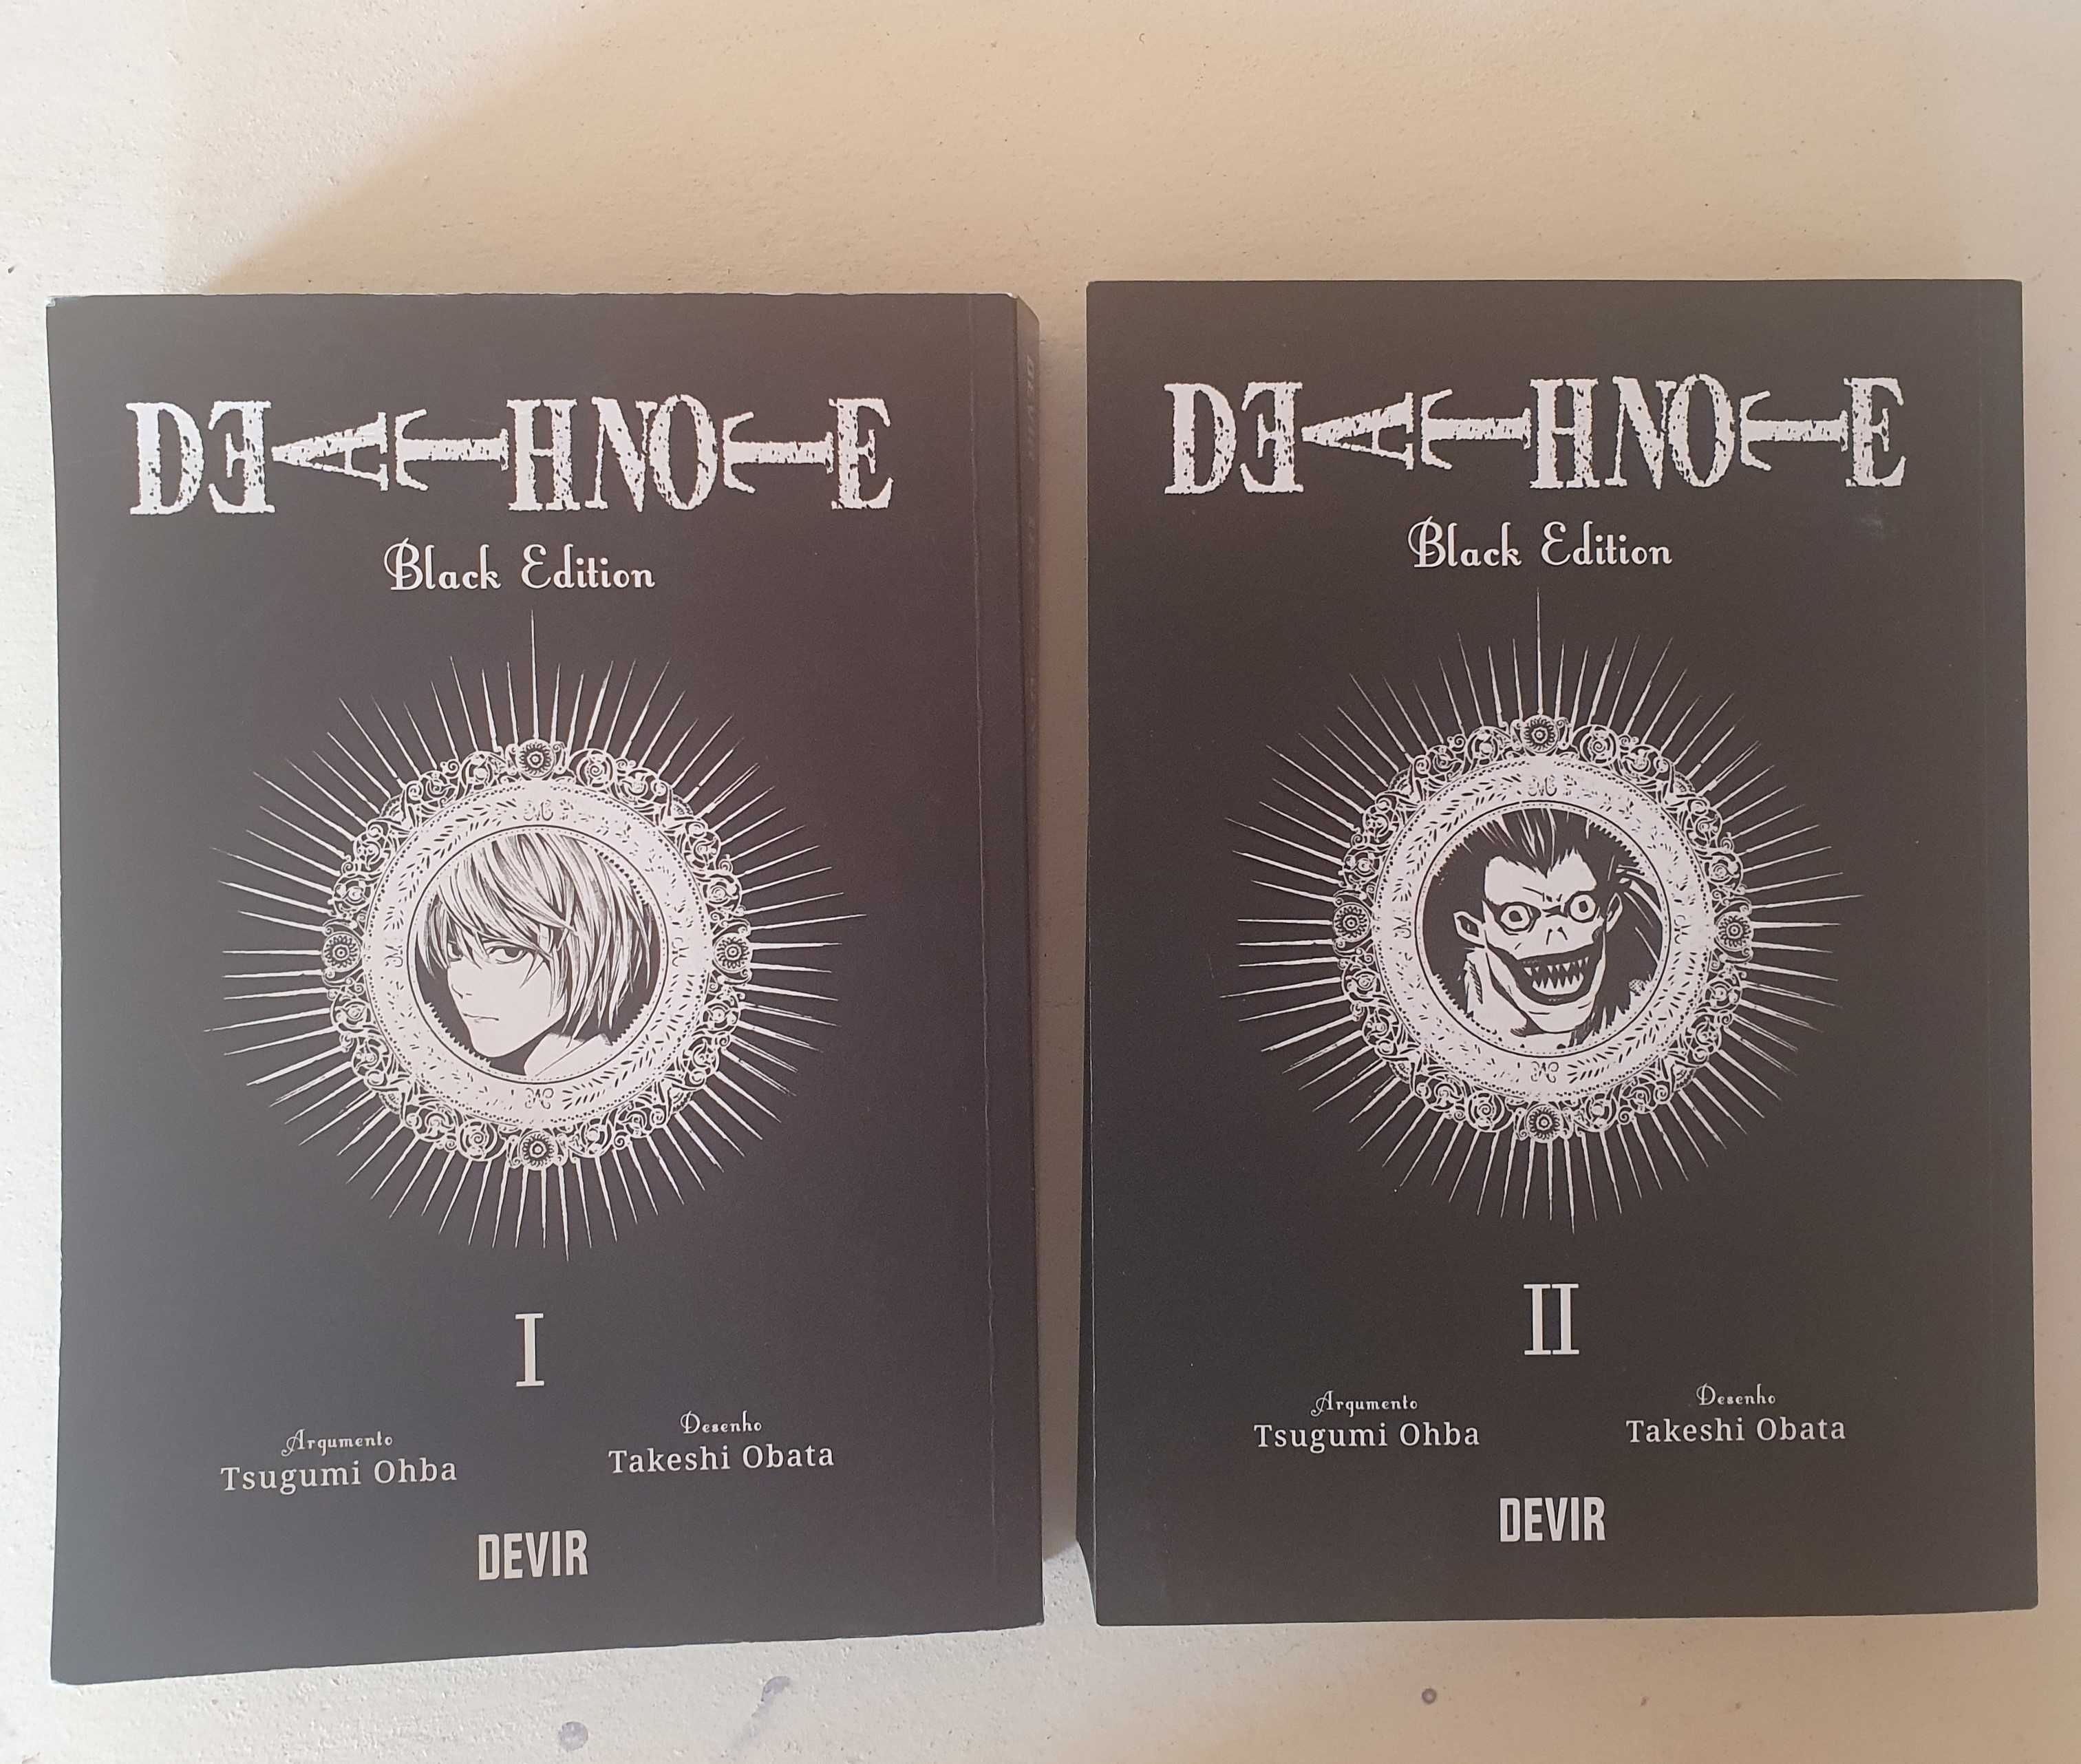 DEATHNOTE
Black Edition
I
Argumento
Tsugumi Ohba
Desenho
Takeshi Obata
DEVIR
DEATHNOTE
Black Edition
II
Argumento
Tsugumi Ohba
Desenho
Takeshi Obata
DEVIR